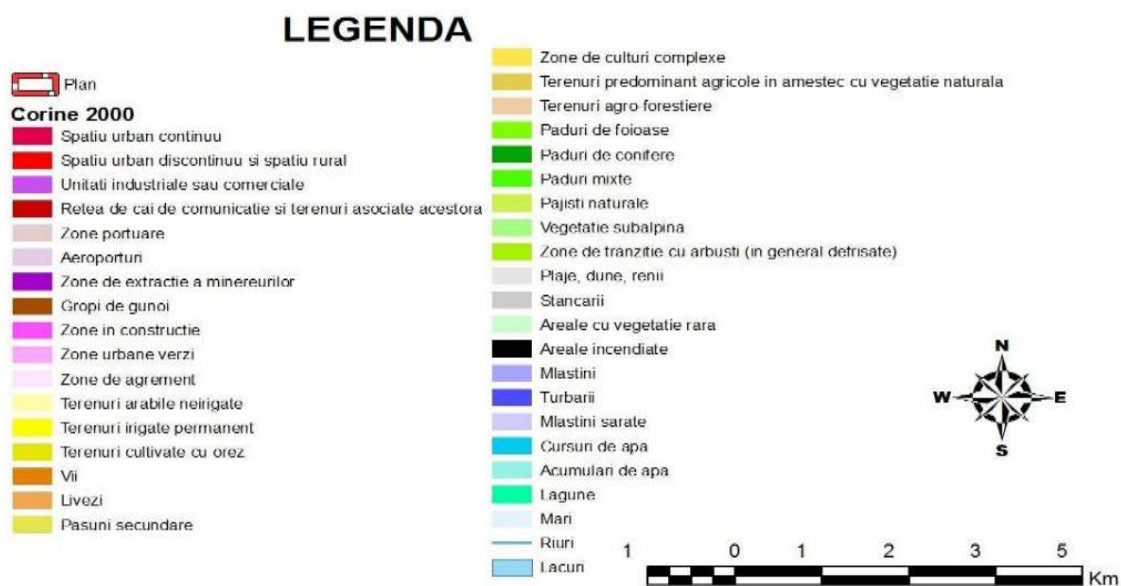 LEGENDA
Plan
Corine 2000
Spatiu urban continuu
Spatiu urban discontinuu si spatiu rural
Unitati industriale sau comerciale
Retea de cai de comunicatie si terenuri asociate acestora
Zone portuare
Aeroporturi
Zone de extractie a minereurilor
Gropi de gunoi
Zone in constructie
Zone urbane verzi
Zone de agrement
Terenuri arabile neirigate
Terenuri irigate permanent
Terenuri cultivate cu orez
Vii
Livezi
Pasuni secundare
Zone de culturi complexe
Terenuri predominant agricole in amestec cu vegetatie naturala
Terenuri agro-forestiere
Paduri de foioase
Paduri de conifere
Paduri mixte
Pajisti naturale
Vegetatie subalpina
Zone de tranzitie cu arbusti (in general defrisate)
Plaje, dune, renii
Stancarii
Areale cu vegetatie rara
Areale incendiate
Mlastini
Turbarii
Mlastini sarate
Cursuri de apa
Acumulari de apa
Lagune
Mari
Riuri
Lacuri
N
W E
S
1 0 1 2 3 5
Km